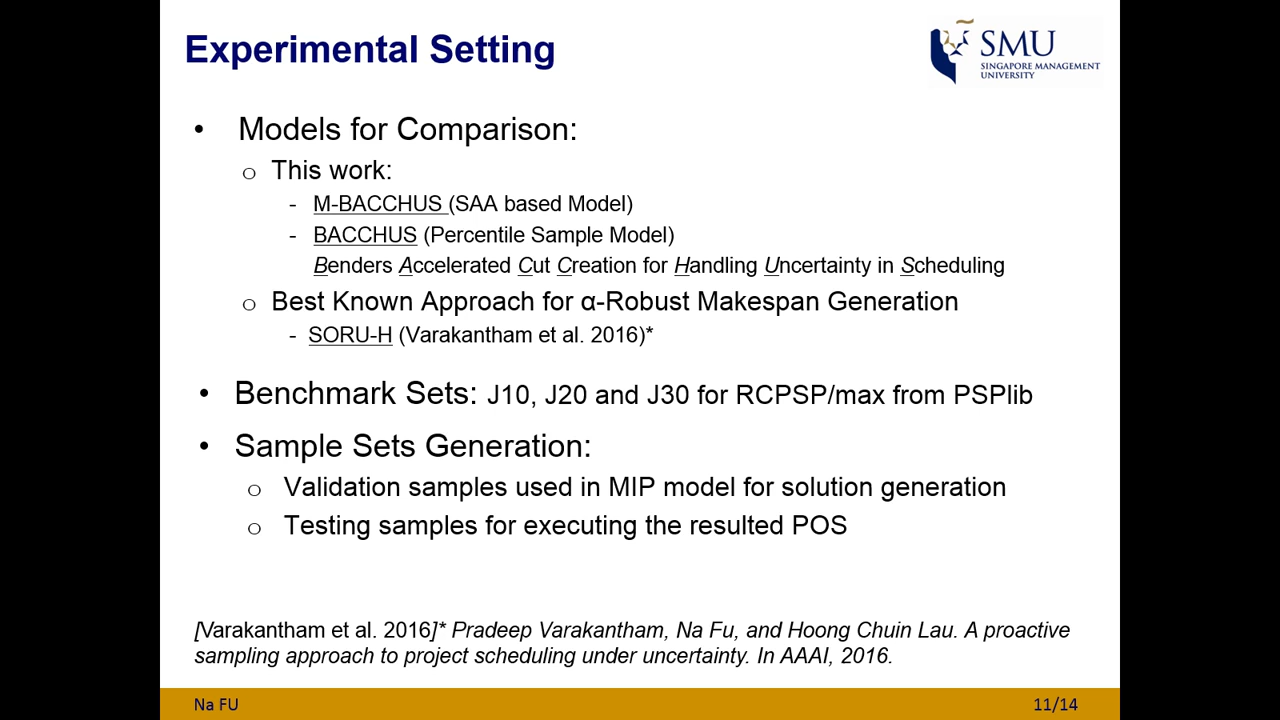 Experimental Setting
SMU
SINGAPORE MANAGEMENT
UNIVERSITY
• Models for Comparison:
o This work:
- M-BACCHUS (SAA based Model)
- BACCHUS (Percentile Sample Model)
Benders Accelerated Cut Creation for Handling Uncertainty in Scheduling
o Best Known Approach for α-Robust Makespan Generation
- SORU-H (Varakantham et al. 2016)*
• Benchmark Sets: J10, J20 and J30 for RCPSP/max from PSPlib
• Sample Sets Generation:
o Validation samples used in MIP model for solution generation
o Testing samples for executing the resulted POS
[Varakantham et al. 2016]* Pradeep Varakantham, Na Fu, and Hoong Chuin Lau. A proactive
sampling approach to project scheduling under uncertainty. In AAAI, 2016.
Na FU
11/14